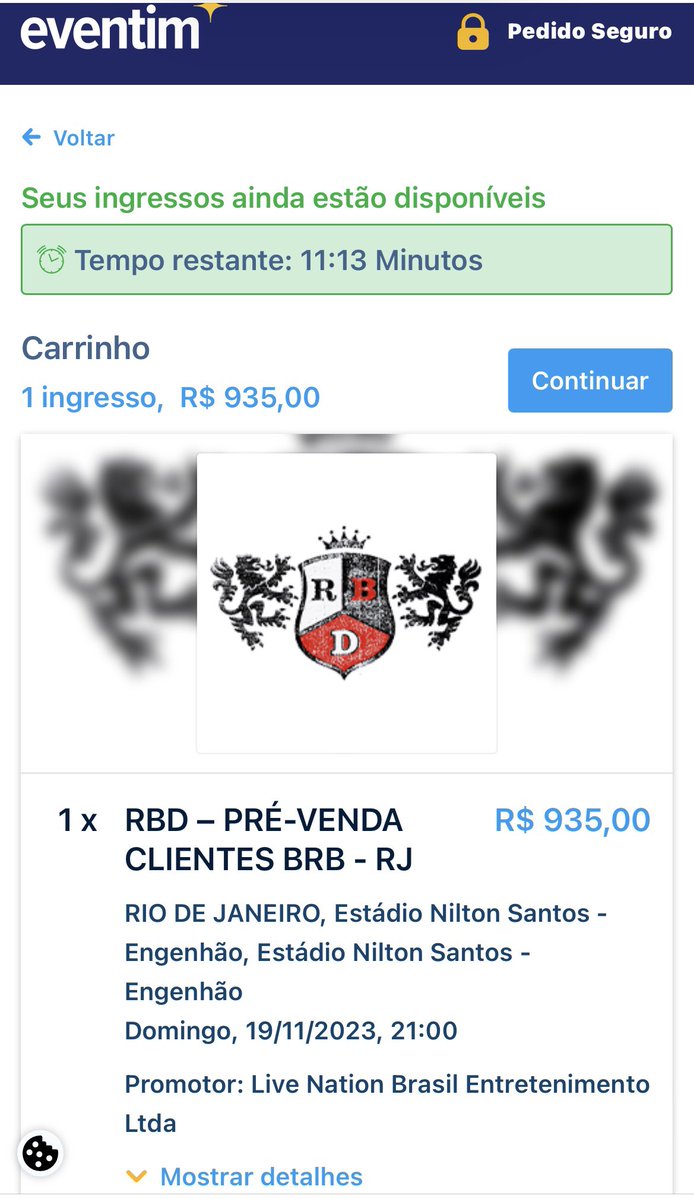 eventim
Pedido Seguro
Voltar
Seus ingressos ainda estão disponíveis
Tempo restante: 11:13 Minutos
Carrinho
1 ingresso, R$ 935,00
Continuar
R B
D
1 x RBD – PRÉ-VENDA R$ 935,00
CLIENTES BRB - RJ
RIO DE JANEIRO, Estádio Nilton Santos -
Engenhão, Estádio Nilton Santos -
Engenhão
Domingo, 19/11/2023, 21:00
Promotor: Live Nation Brasil Entretenimento
Ltda
Mostrar detalhes